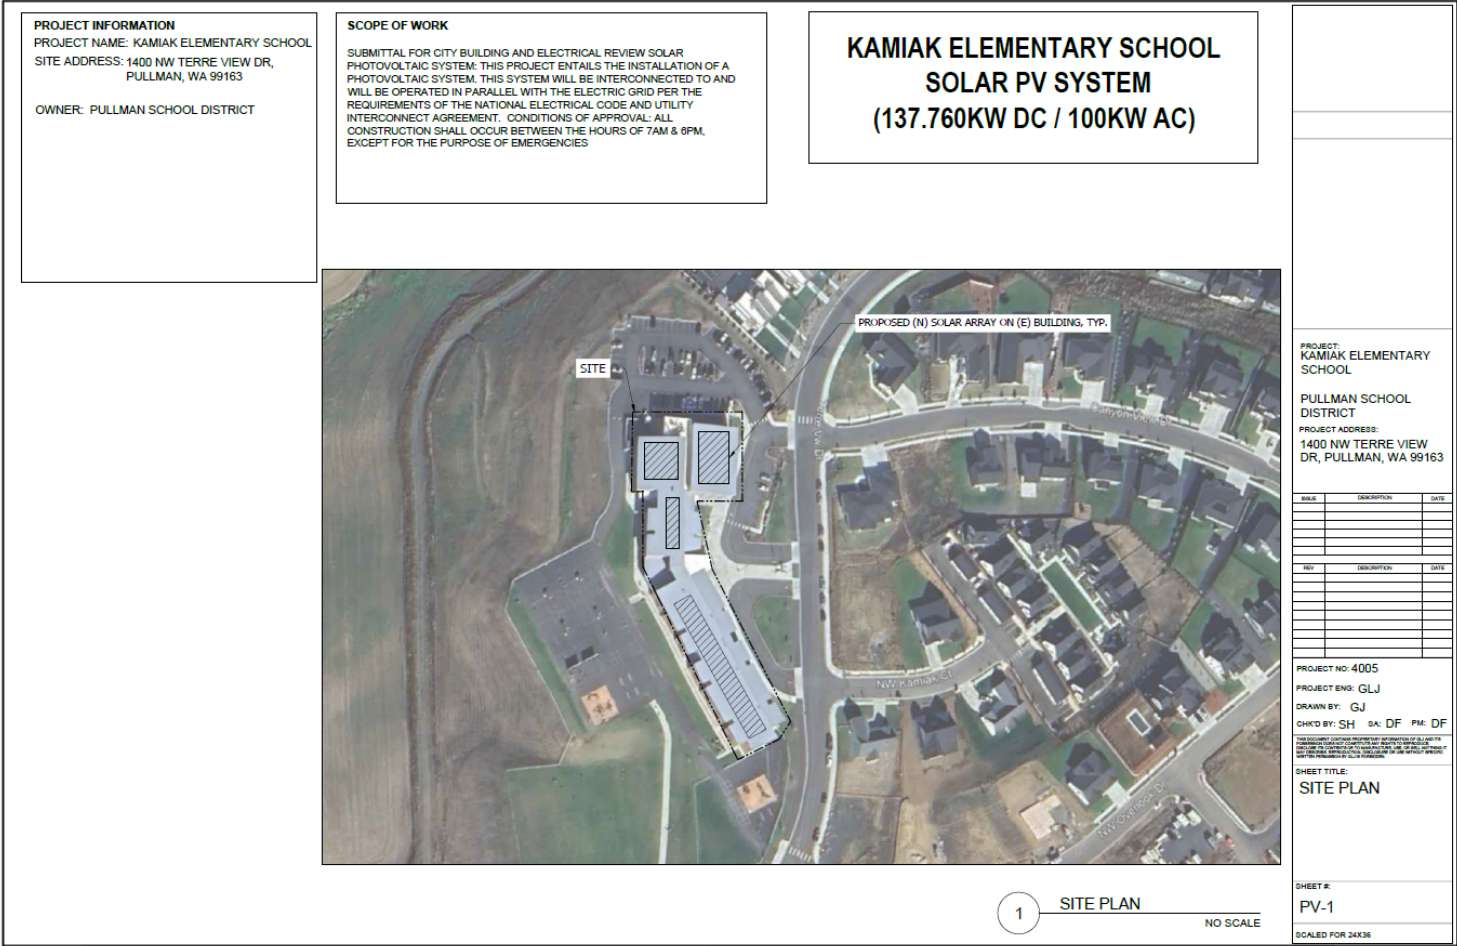 PROJECT INFORMATION
PROJECT NAME: KAMIAK ELEMENTARY SCHOOL
SITE ADDRESS: 1400 NW TERRE VIEW DR,
PULLMAN, WA 99163
OWNER: PULLMAN SCHOOL DISTRICT
SCOPE OF WORK
SUBMITTAL FOR CITY BUILDING AND ELECTRICAL REVIEW SOLAR
PHOTOVOLTAIC SYSTEM: THIS PROJECT ENTAILS THE INSTALLATION OF A
PHOTOVOLTAIC SYSTEM. THIS SYSTEM WILL BE INTERCONNECTED TO AND
WILL BE OPERATED IN PARALLEL WITH THE ELECTRIC GRID PER THE
REQUIREMENTS OF THE NATIONAL ELECTRICAL CODE AND UTILITY
INTERCONNECT AGREEMENT. CONDITIONS OF APPROVAL: ALL
CONSTRUCTION SHALL OCCUR BETWEEN THE HOURS OF 7AM & 6PM,
EXCEPT FOR THE PURPOSE OF EMERGENCIES
KAMIAK ELEMENTARY SCHOOL
SOLAR PV SYSTEM
(137.760KW DC / 100KW AC)
PROPOSED (N) SOLAR ARRAY ON (E) BUILDING, TYP.
SITE
Canyon View Dr
NW Kamiak Ct
NW Overlook Dr
1
SITE PLAN
NO SCALE
PROJECT:
KAMIAK ELEMENTARY
SCHOOL
PULLMAN SCHOOL
DISTRICT
PROJECT ADDRESS:
1400 NW TERRE VIEW
DR, PULLMAN, WA 99163
ISSUE DESCRIPTION DATE
REV DESCRIPTION DATE
PROJECT NO: 4005
PROJECT ENG: GLJ
DRAWN BY: GJ
CHK'D BY: SH SA: DF PM: DF
SHEET TITLE:
SITE PLAN
SHEET #:
PV-1
SCALED FOR 24X36